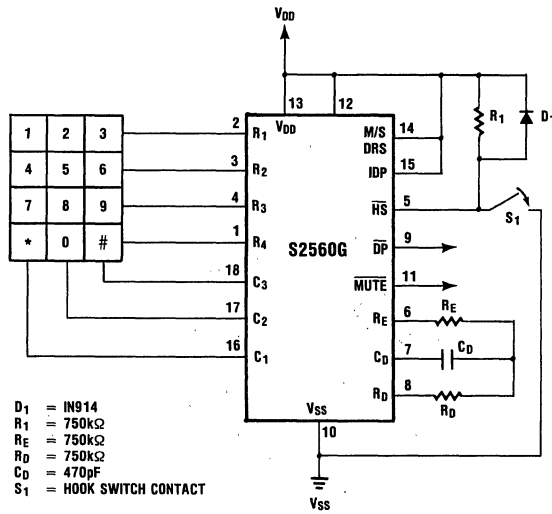 VDD
13
12
VDD
1 2 3
4 5 6
7 8 9
* 0 #
2 R1
3 R2
4 R3
1 R4
18 C3
17 C2
16 C1
S2560G
M/S 14
DRS
IDP 15
HS 5
DP 9
MUTE 11
RE 6
CD 7
RD 8
VSS
10
VSS
R1
D1
S1
RE
CD
RD
D1 = IN914
R1 = 750kΩ
RE = 750kΩ
RD = 750kΩ
CD = 470pF
S1 = HOOK SWITCH CONTACT